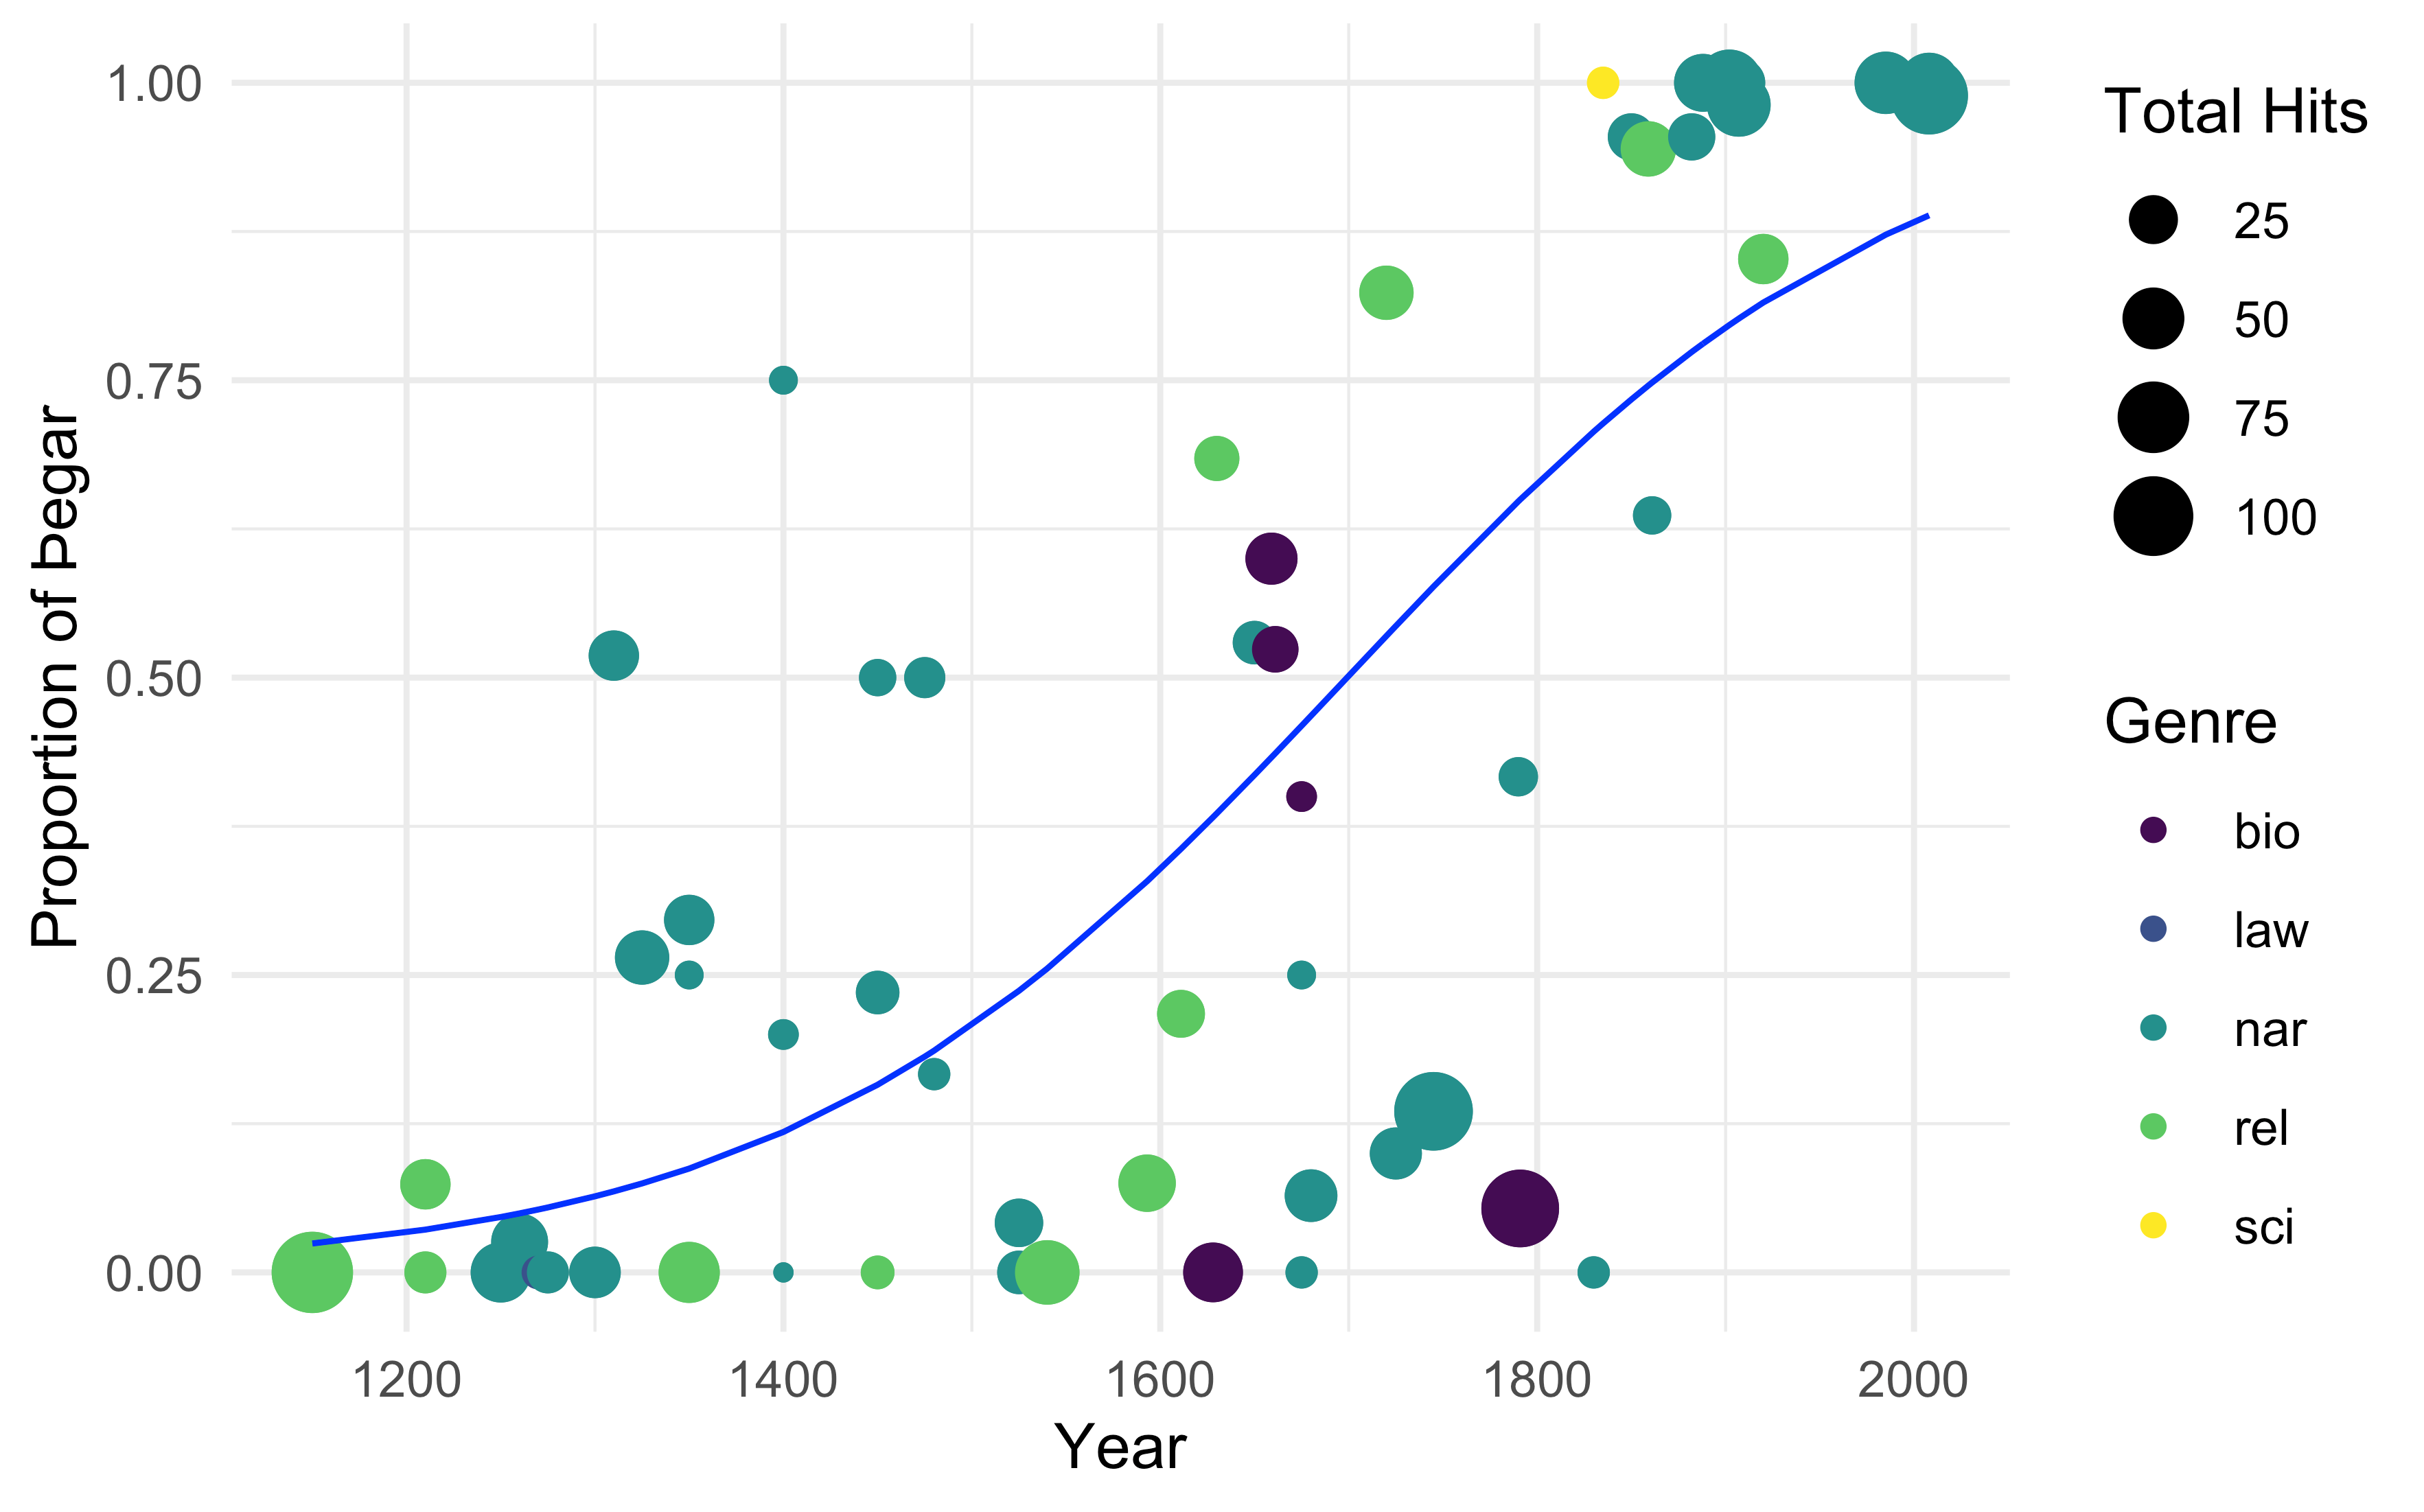 Proportion of Þegar
1.00
0.75
0.50
0.25
0.00
1200 1400 1600 1800 2000
Year
Total Hits
25
50
75
100
Genre
bio
law
nar
rel
sci